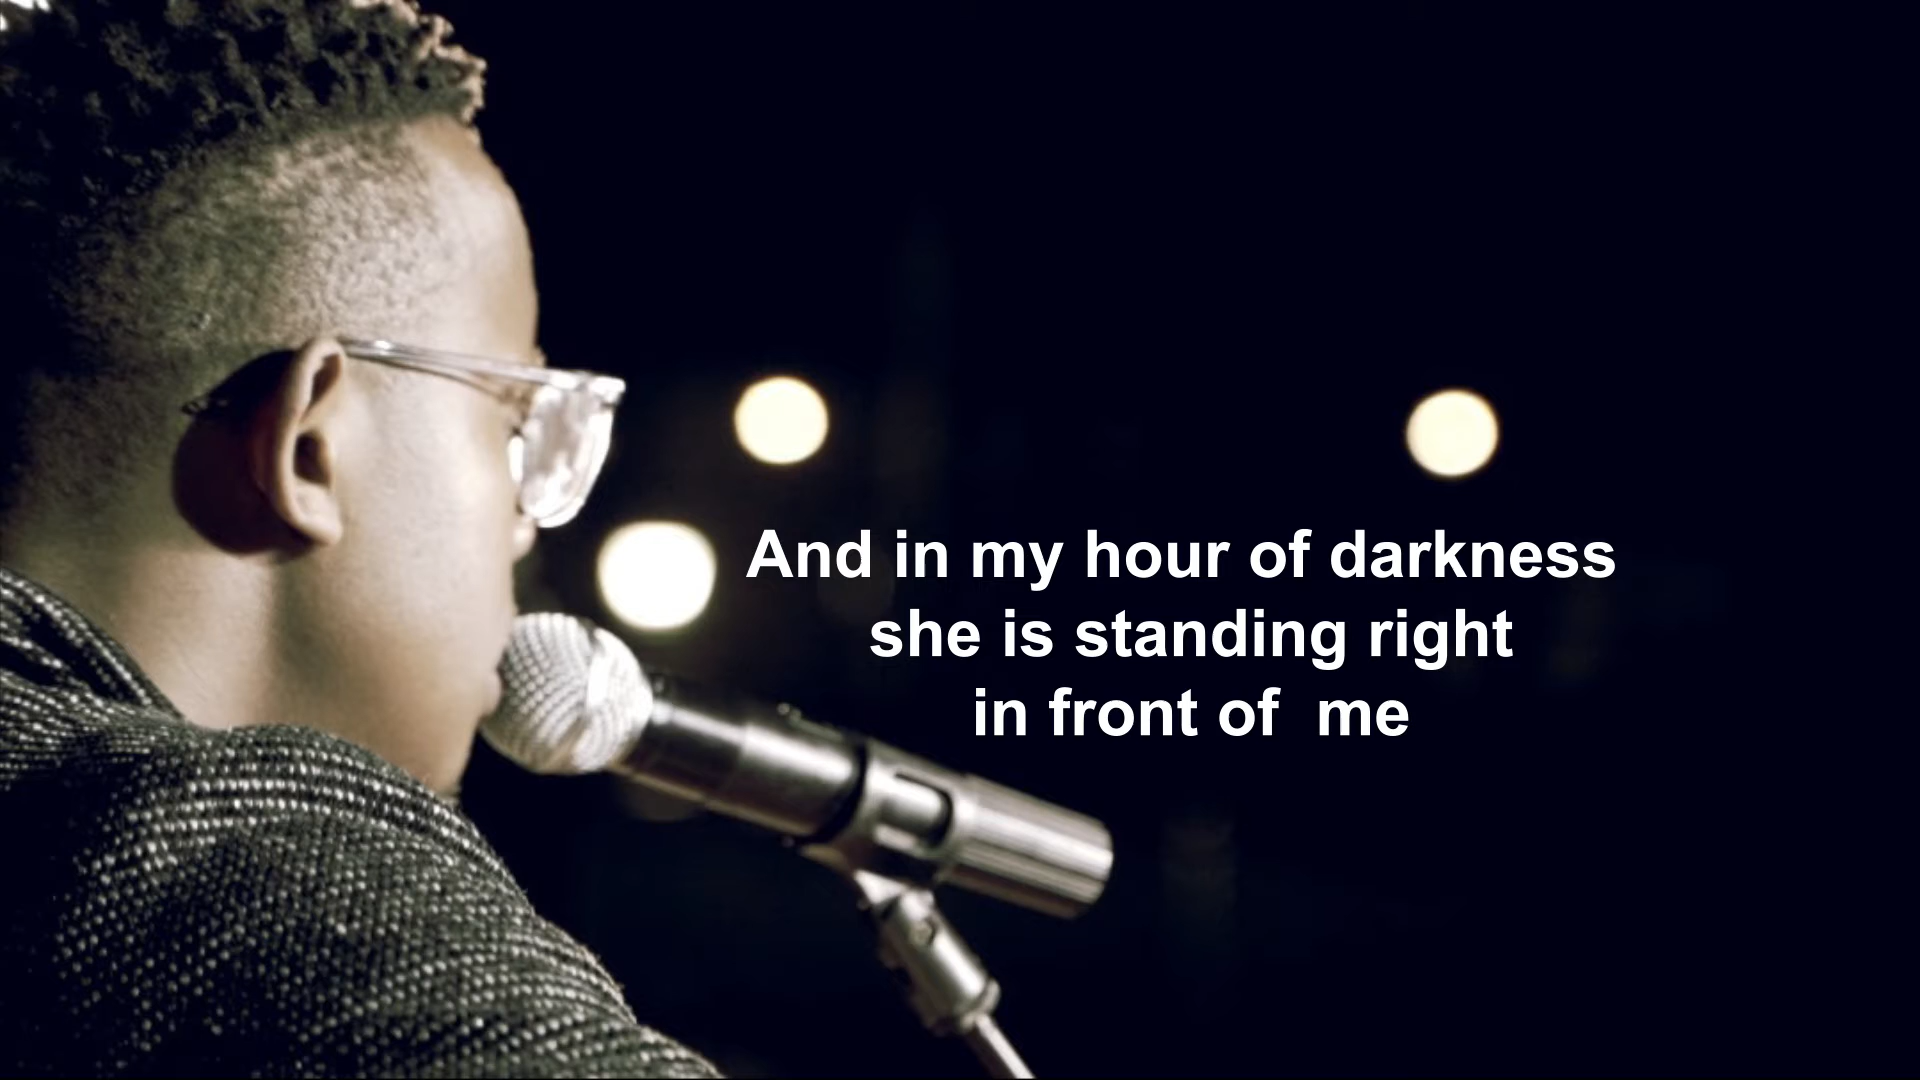 And in my hour of darkness
she is standing right
in front of  me